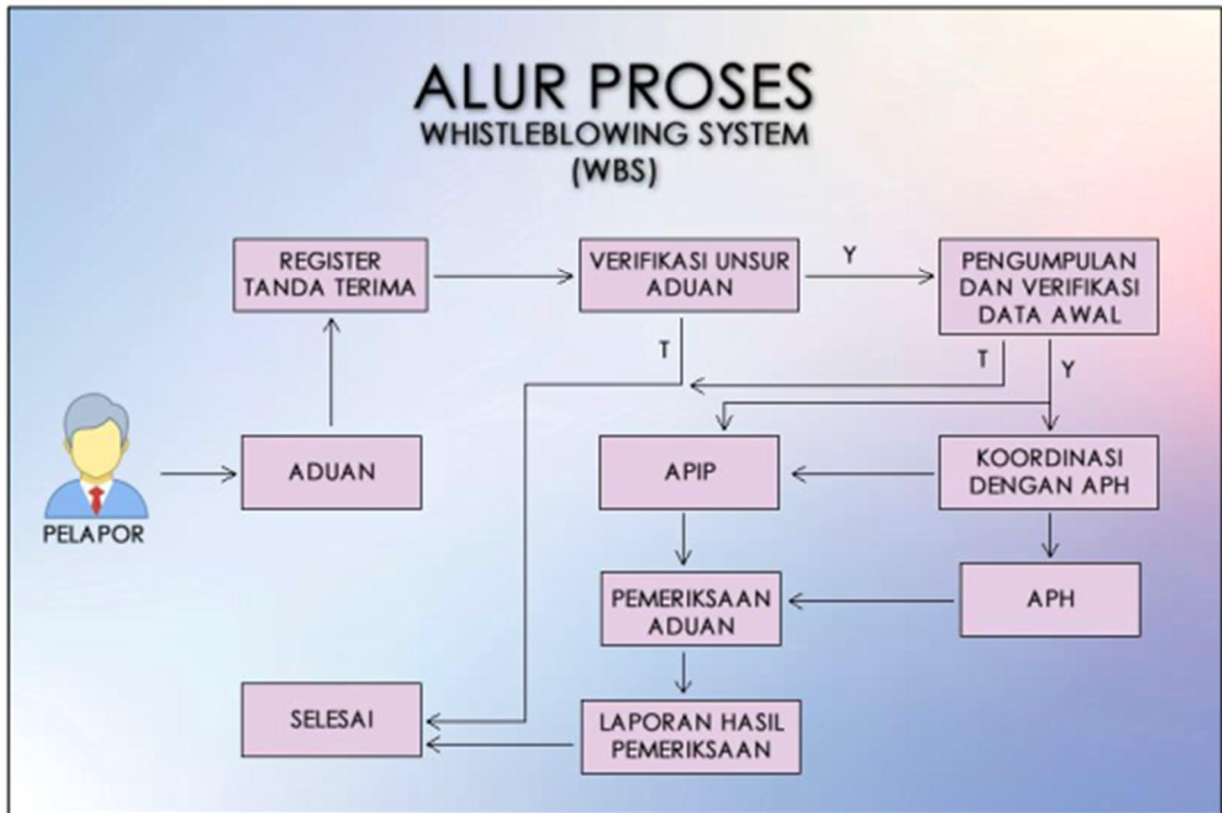 ALUR PROSES
WHISTLEBLOWING SYSTEM
(WBS)
REGISTER
TANDA TERIMA
VERIFIKASI UNSUR
ADUAN
Y
PENGUMPULAN
DAN VERIFIKASI
DATA AWAL
T
T
Y
PELAPOR
ADUAN
APIP
KOORDINASI
DENGAN APH
PEMERIKSAAN
ADUAN
APH
SELESAI
LAPORAN HASIL
PEMERIKSAAN